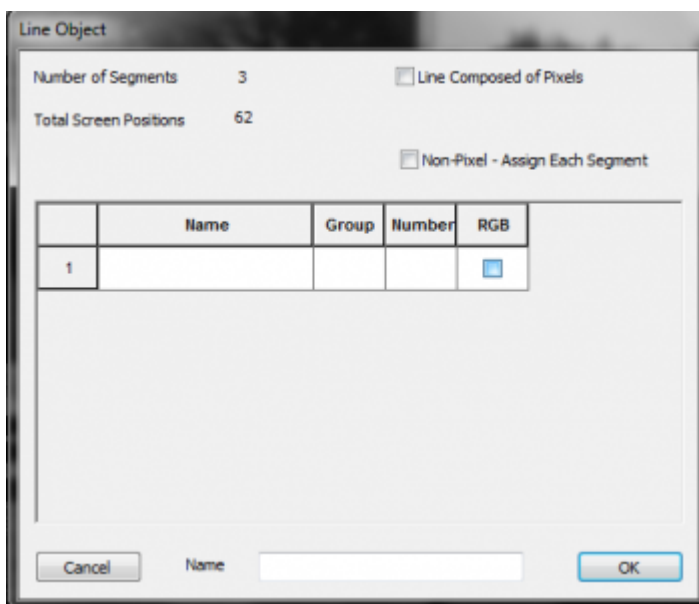 Line Object
Number of Segments 3 Line Composed of Pixels
Total Screen Positions 62
Non-Pixel - Assign Each Segment
Name Group Number RGB
1
Cancel Name OK